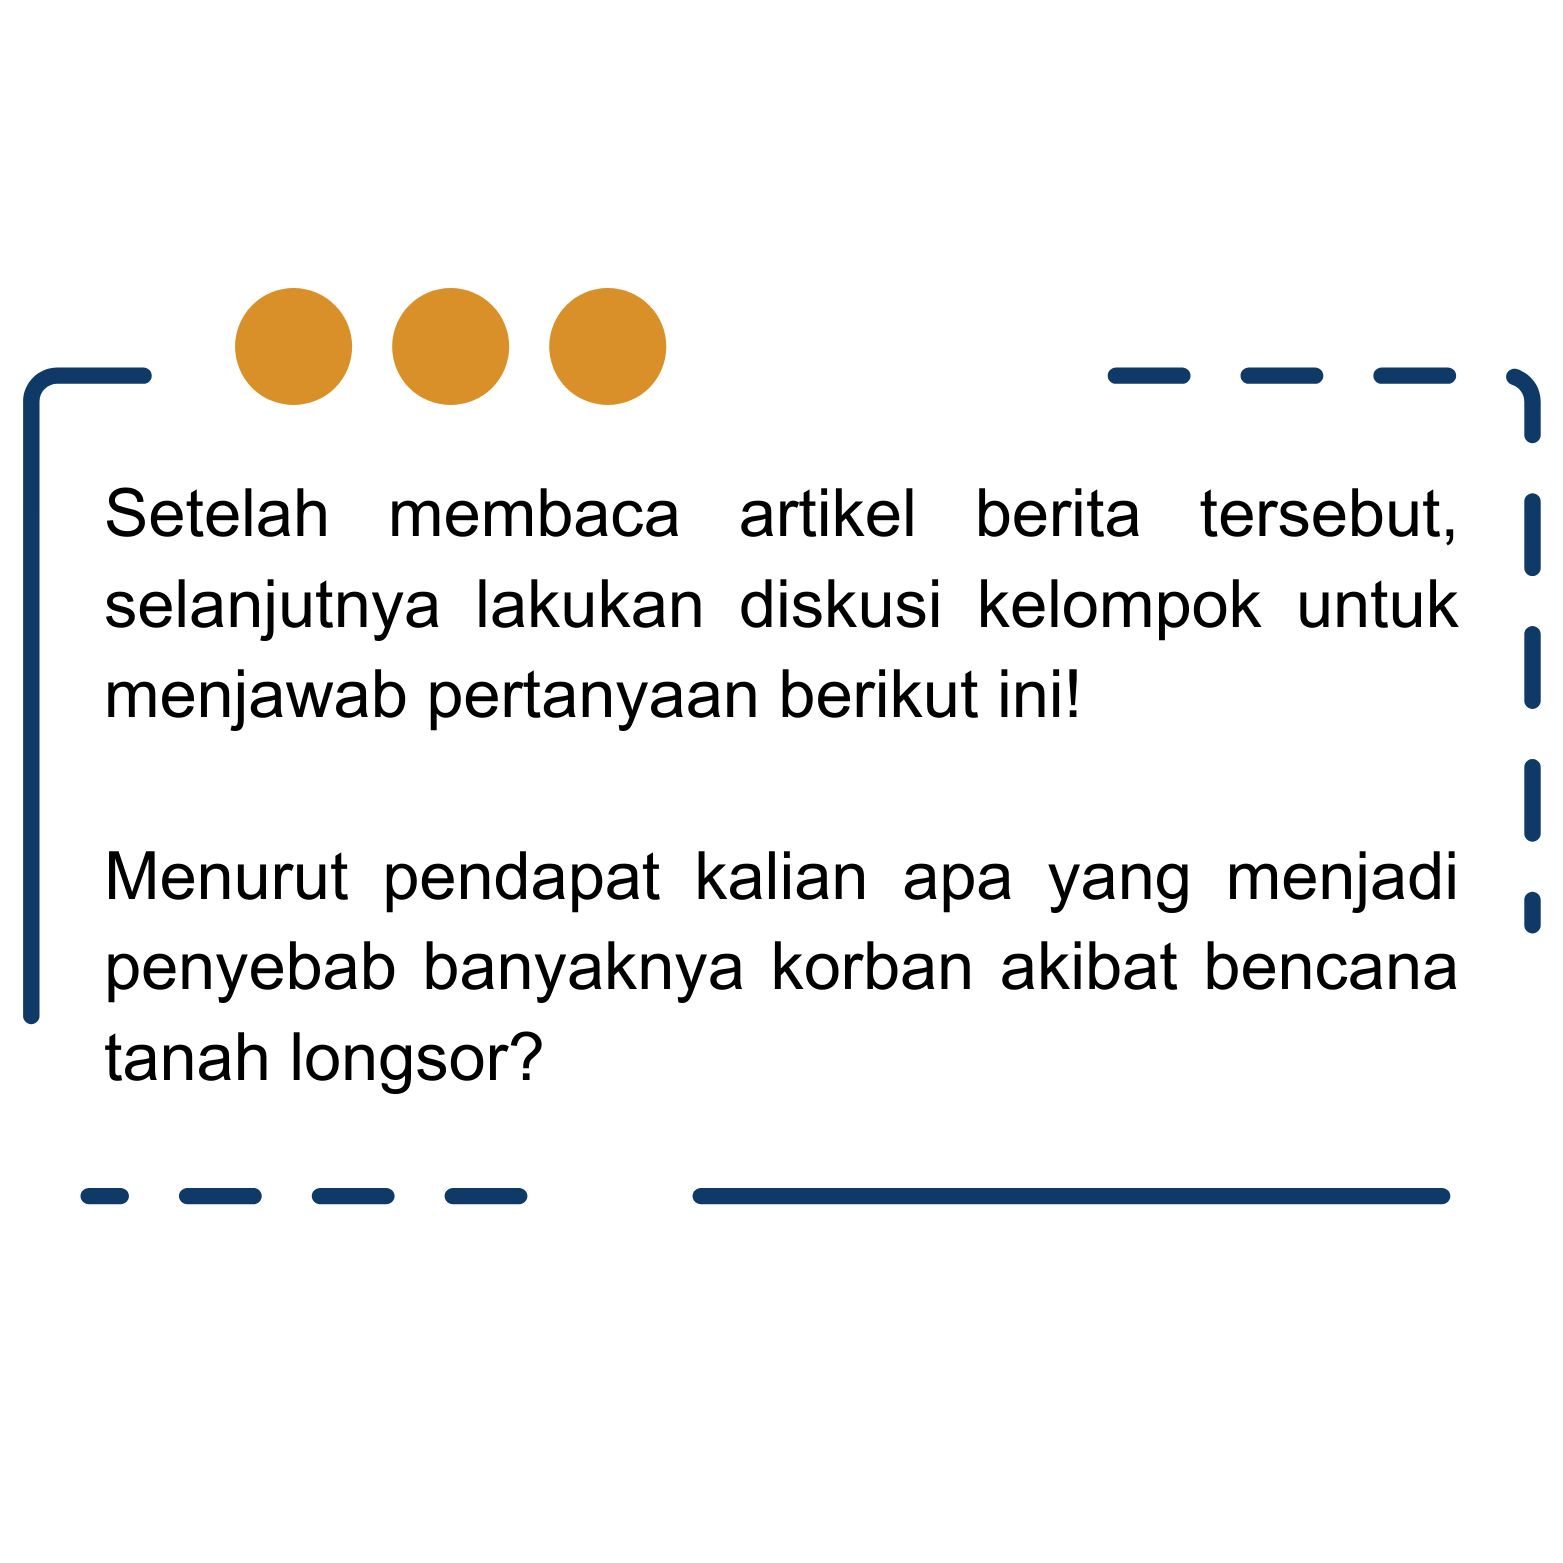 Setelah membaca artikel berita tersebut,
selanjutnya lakukan diskusi kelompok untuk
menjawab pertanyaan berikut ini!
Menurut pendapat kalian apa yang menjadi
penyebab banyaknya korban akibat bencana
tanah longsor?